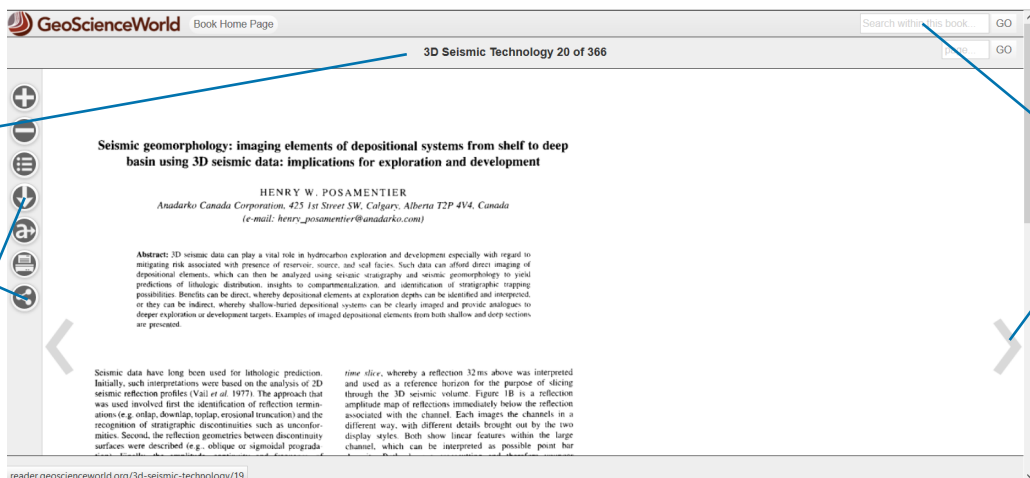 GeoScienceWorld Book Home Page Search within this book... GO
3D Seismic Technology 20 of 366 page... GO
Seismic geomorphology: imaging elements of depositional systems from shelf to deep
basin using 3D seismic data: implications for exploration and development
HENRY W. POSAMENTIER
Anadarko Canada Corporation, 425 1st Street SW, Calgary, Alberta T2P 4V4, Canada
(e-mail: henry_posamentier@anadarko.com)
Abstract: 3D seismic data can play a vital role in hydrocarbon exploration and development especially with regard to
mitigating risk associated with presence of reservoir, source, and seal facies. Such data can afford direct imaging of
depositional elements, which can then be analyzed using seismic stratigraphy and seismic geomorphology to yield
predictions of lithologic distribution, insights to compartmentalization, and identification of stratigraphic trapping
possibilities. Benefits can be direct, whereby depositional elements at exploration depths can be identified and interpreted,
or they can be indirect, whereby shallow-buried depositional systems can be clearly imaged and provide analogues to
deeper exploration or development targets. Examples of imaged depositional elements from both shallow and deep sections
are presented.
Seismic data have long been used for lithologic prediction.
Initially, such interpretations were based on the analysis of 2D
seismic reflection profiles (Vail et al. 1977). The approach that
was used involved first the identification of reflection termin-
ations (e.g. onlap, downlap, toplap, erosional truncation) and the
recognition of stratigraphic discontinuities such as unconfor-
mities. Second, the reflection geometries between discontinuity
surfaces were described (e.g., oblique or sigmoidal prograda-
time slice, whereby a reflection 32 ms above was interpreted
and used as a reference horizon for the purpose of slicing
through the 3D seismic volume. Figure 1B is a reflection
amplitude map of reflections immediately below the reflection
associated with the channel. Each images the channels in a
different way, with different details brought out by the two
display styles. Both show linear features within the large
channel, which can be interpreted as possible point bar
a
reader.geoscienceworld.org/3d-seismic-technology/19